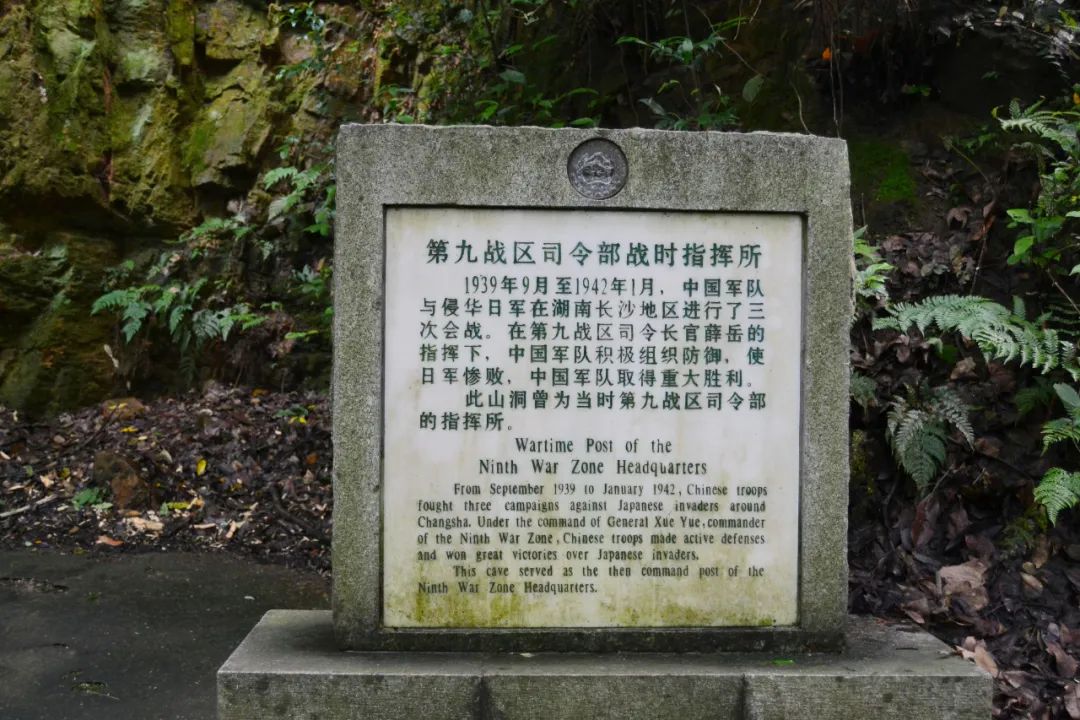 第九战区司令部战时指挥所
1939年9月至1942年1月，中国军队
与侵华日军在湖南长沙地区进行了三
次会战。在第九战区司令长官薛岳的
指挥下，中国军队积极组织防御，使
日军惨败，中国军队取得重大胜利。
此山洞曾为当时第九战区司令部
的指挥所。
Wartime Post of the
Ninth War Zone Headquarters
From September 1939 to January 1942, Chinese troops
fought three campaigns against Japanese invaders around
Changsha. Under the command of General Xue Yue, commander
of the Ninth War Zone, Chinese troops made active defenses
and won great victories over Japanese invaders.
This cave served as the then command post of the
Ninth War Zone Headquarters.